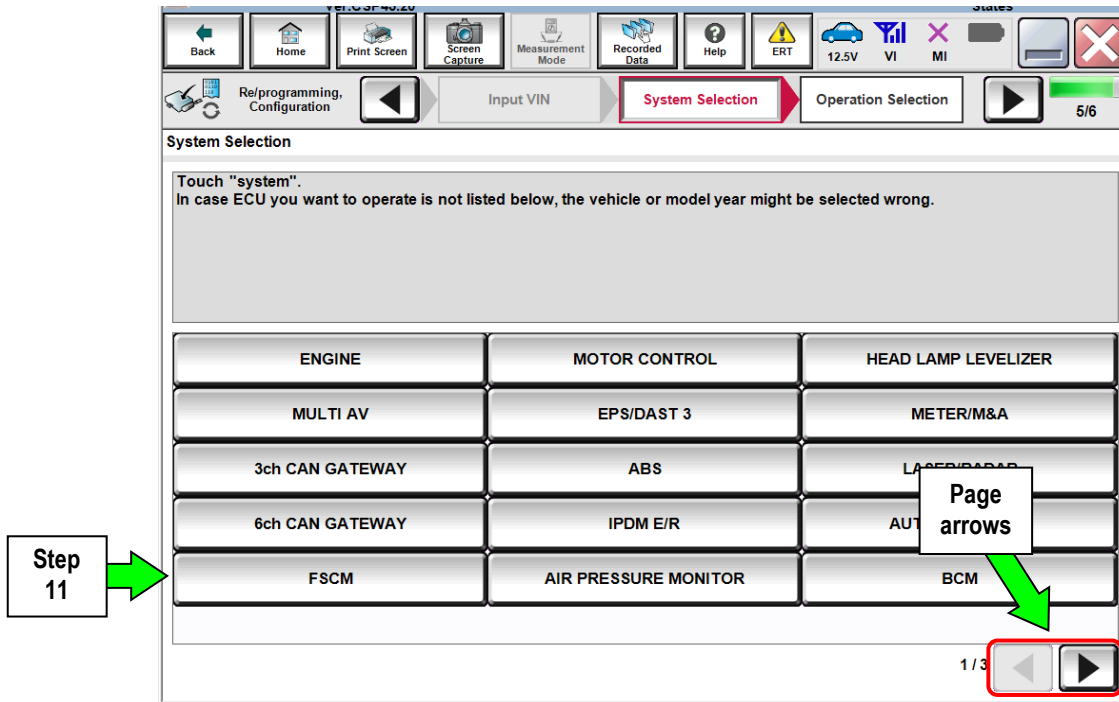 Back
Home
Print Screen
Screen
Capture
Measurement
Mode
Recorded
Data
Help
ERT
12.5V
VI
MI
Re/programming,
Configuration
Input VIN
System Selection
Operation Selection
5/6
System Selection
Touch "system".
In case ECU you want to operate is not listed below, the vehicle or model year might be selected wrong.
ENGINE
MOTOR CONTROL
HEAD LAMP LEVELIZER
MULTI AV
EPS/DAST 3
METER/M&A
3ch CAN GATEWAY
ABS
Page
arrows
6ch CAN GATEWAY
IPDM E/R
Step
11
FSCM
AIR PRESSURE MONITOR
BCM
1 / 3